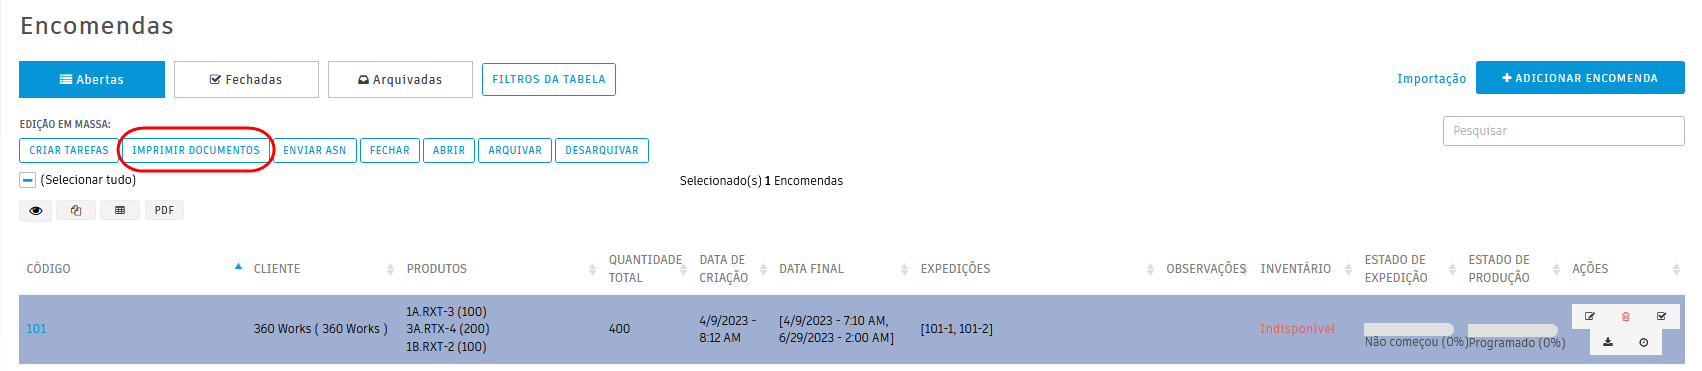 Encomendas
Abertas
Fechadas
Arquivadas
FILTROS DA TABELA
Importação
ADICIONAR ENCOMENDA
EDIÇÃO EM MASSA:
Pesquisar
CRIAR TAREFAS
IMPRIMIR DOCUMENTOS
ENVIAR ASN
FECHAR
ABRIR
ARQUIVAR
DESARQUIVAR
(Selecionar tudo)
Selecionado(s) 1 Encomendas
PDF
CÓDIGO
CLIENTE
PRODUTOS
QUANTIDADE
TOTAL
DATA DE
CRIAÇÃO
DATA FINAL
EXPEDIÇÕES
OBSERVAÇÕES
INVENTÁRIO
ESTADO DE
EXPEDIÇÃO
ESTADO DE
PRODUÇÃO
AÇÕES
101
360 Works ( 360 Works )
1A.RXT-3 (100)
3A.RTX-4 (200)
1B.RXT-2 (100)
400
4/9/2023 -
8:12 AM
[4/9/2023 - 7:10 AM,
6/29/2023 - 2:00 AM]
[101-1, 101-2]
Indisponível
Não começou (0%)
Programado (0%)